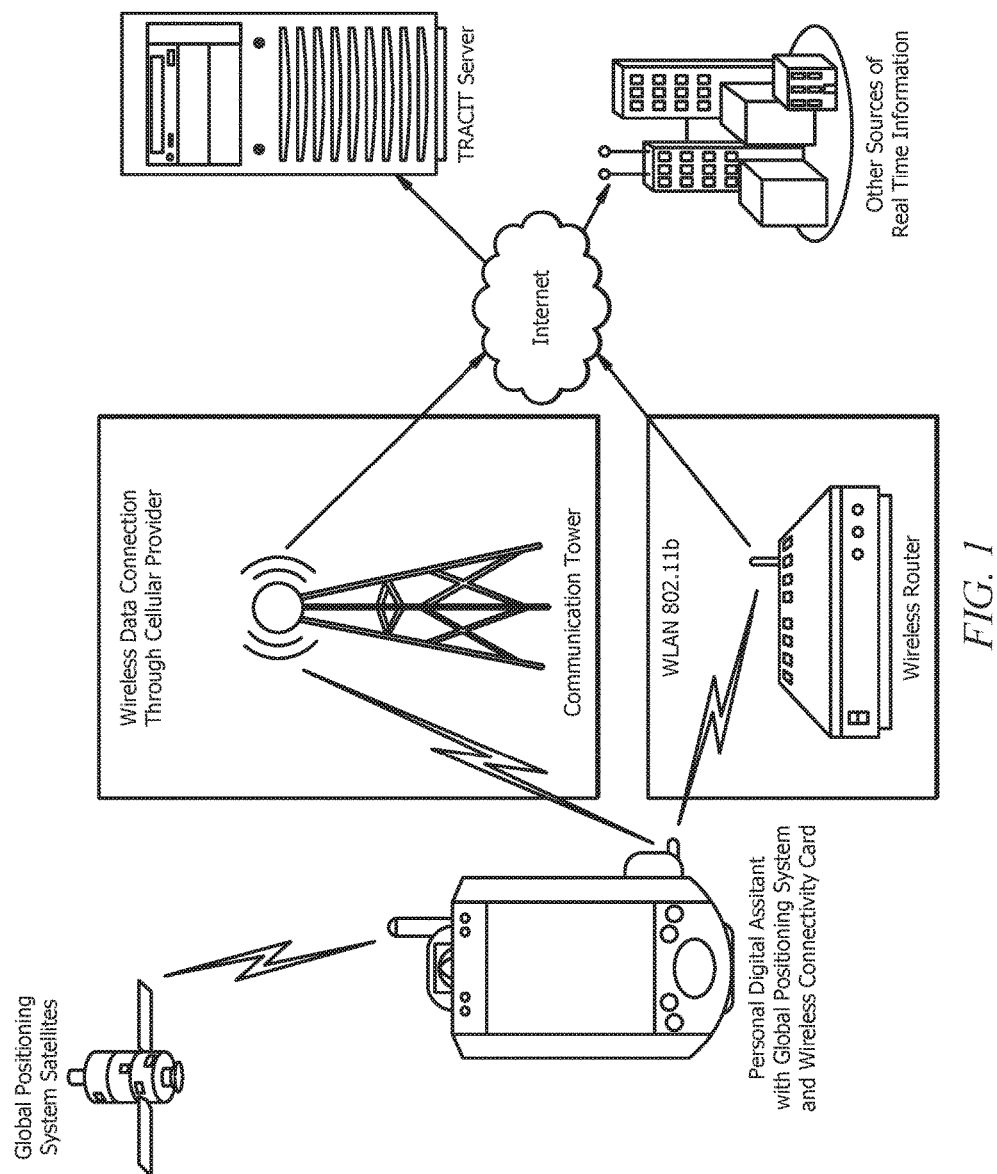 Global Positioning
System Satellites
Personal Digital Assitant
with Global Positioning System
and Wireless Connectivity Card
Wireless Data Connection
Through Cellular Provider
Communication Tower
WLAN 802.11b
Wireless Router
Internet
TRACIT Server
Other Sources of
Real Time Information
FIG. 1